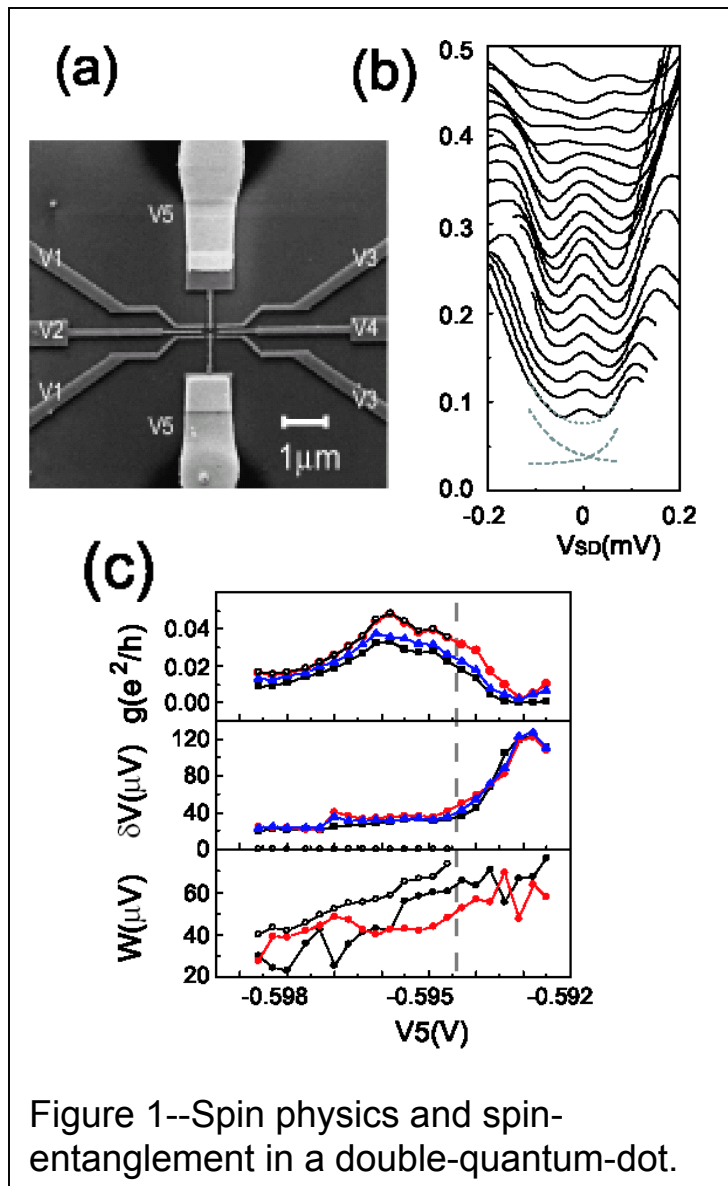 (a)
V5
V1
V3
V2
V4
V1
V3
V5
1μm
(b)
0.5
0.4
0.3
0.2
0.1
0.0
-0.2
0
0.2
VSD(mV)
(c)
g(e²/h)
0.04
0.02
0.00
δV(μV)
120
80
40
0
W(μV)
60
40
20
-0.598
-0.595
-0.592
V5(V)
Figure 1--Spin physics and spin-
entanglement in a double-quantum-dot.